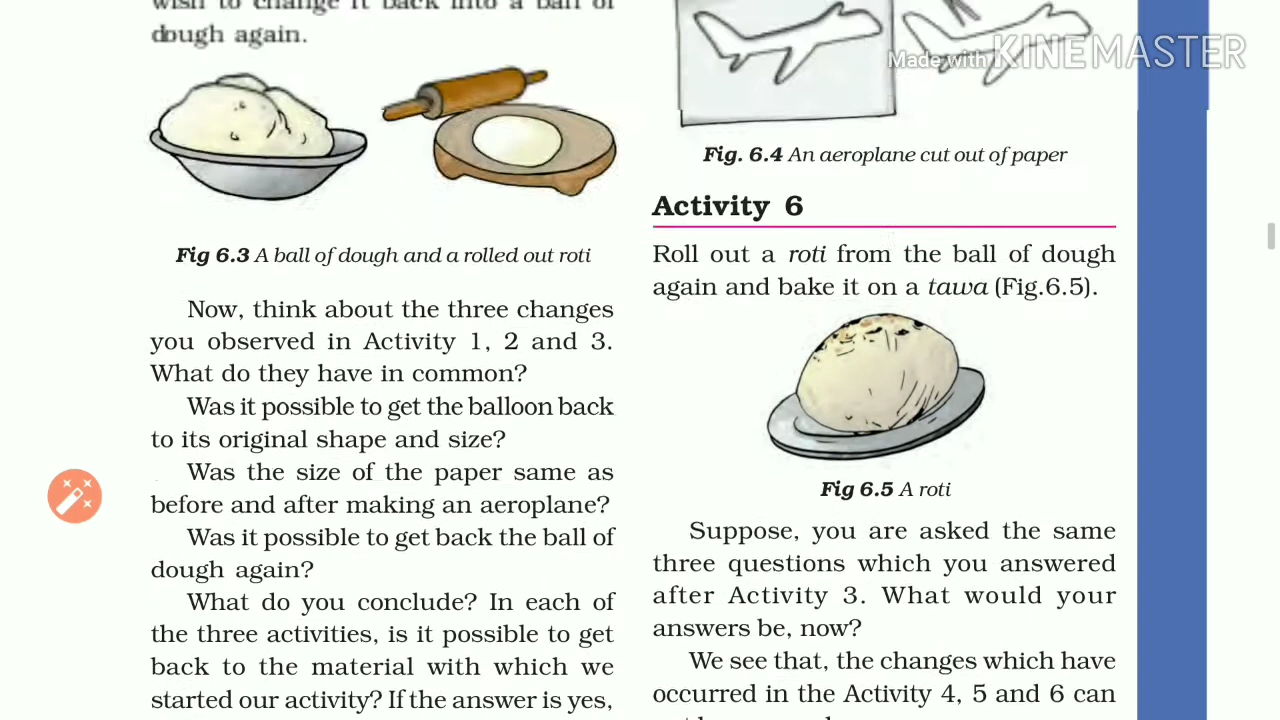 wish to change it back into a ball of
dough again.
Fig 6.3 A ball of dough and a rolled out roti
Now, think about the three changes
you observed in Activity 1, 2 and 3.
What do they have in common?
Was it possible to get the balloon back
to its original shape and size?
Was the size of the paper same as
before and after making an aeroplane?
Was it possible to get back the ball of
dough again?
What do you conclude? In each of
the three activities, is it possible to get
back to the material with which we
started our activity? If the answer is yes,
Made with KINEMASTER
Fig. 6.4 An aeroplane cut out of paper
Activity 6
Roll out a roti from the ball of dough
again and bake it on a tawa (Fig.6.5).
Fig 6.5 A roti
Suppose, you are asked the same
three questions which you answered
after Activity 3. What would your
answers be, now?
We see that, the changes which have
occurred in the Activity 4, 5 and 6 can